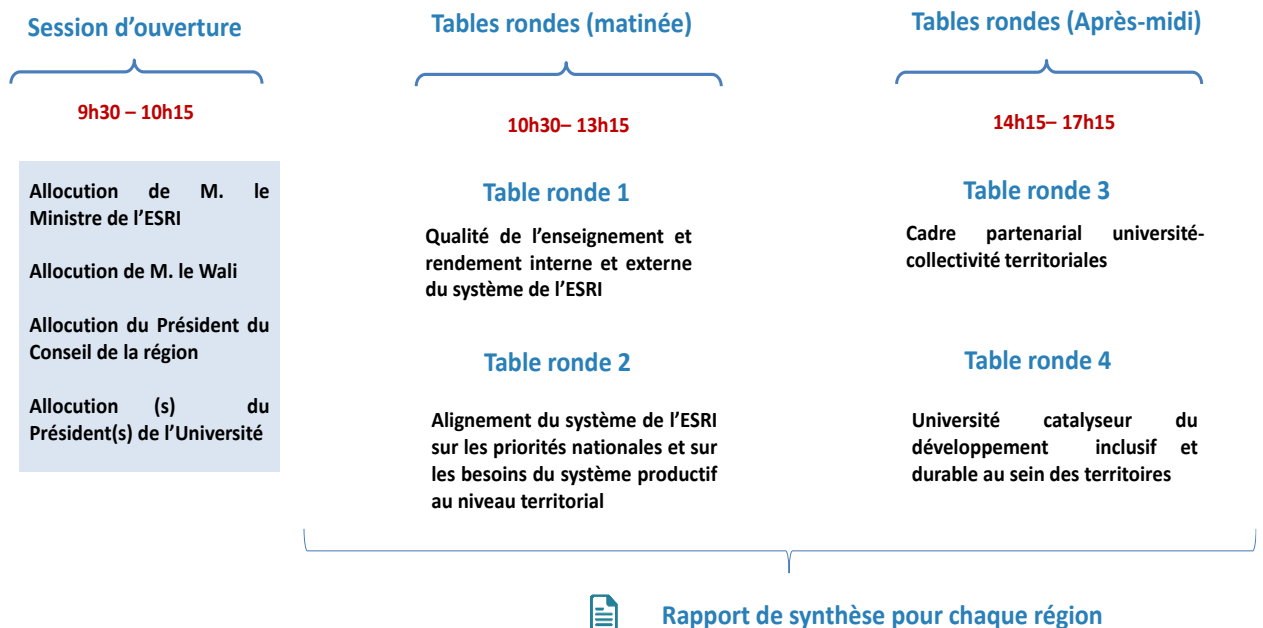 Session d’ouverture
9h30 – 10h15
Allocution de M. le
Ministre de l’ESRI
Allocution de M. le Wali
Allocution du Président du
Conseil de la région
Allocution (s) du
Président(s) de l’Université
Tables rondes (matinée)
10h30– 13h15
Table ronde 1
Qualité de l’enseignement et
rendement interne et externe
du système de l’ESRI
Table ronde 2
Alignement du système de l’ESRI
sur les priorités nationales et sur
les besoins du système productif
au niveau territorial
Tables rondes (Après-midi)
14h15– 17h15
Table ronde 3
Cadre partenarial université-
collectivité territoriales
Table ronde 4
Université catalyseur du
développement inclusif et
durable au sein des territoires
Rapport de synthèse pour chaque région